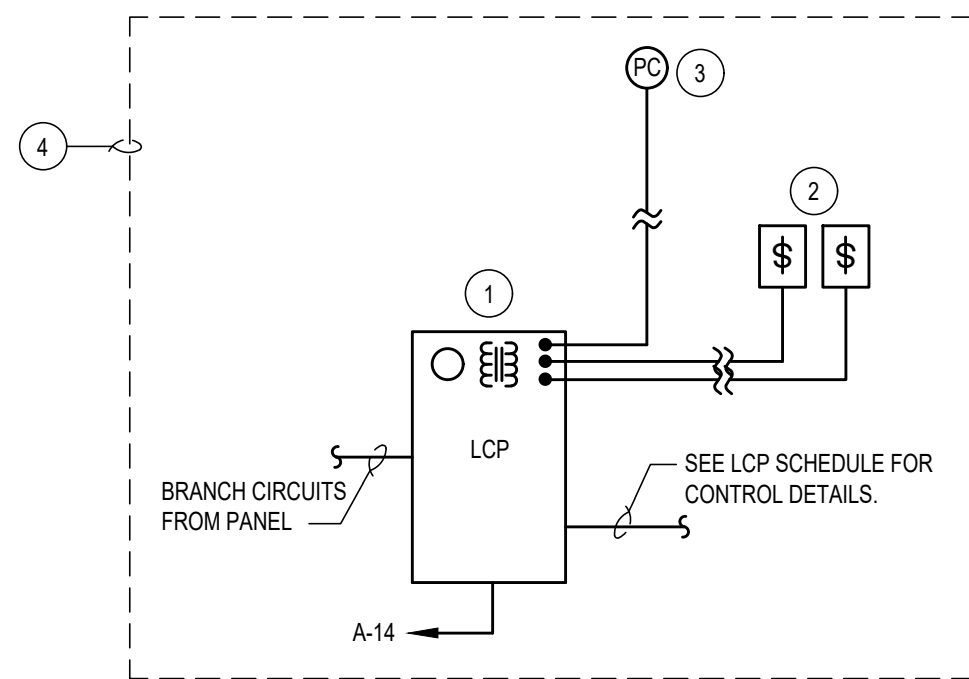 PC
3
4
2
$ $
1
LCP
SEE LCP SCHEDULE FOR
CONTROL DETAILS.
BRANCH CIRCUITS
FROM PANEL
A-14